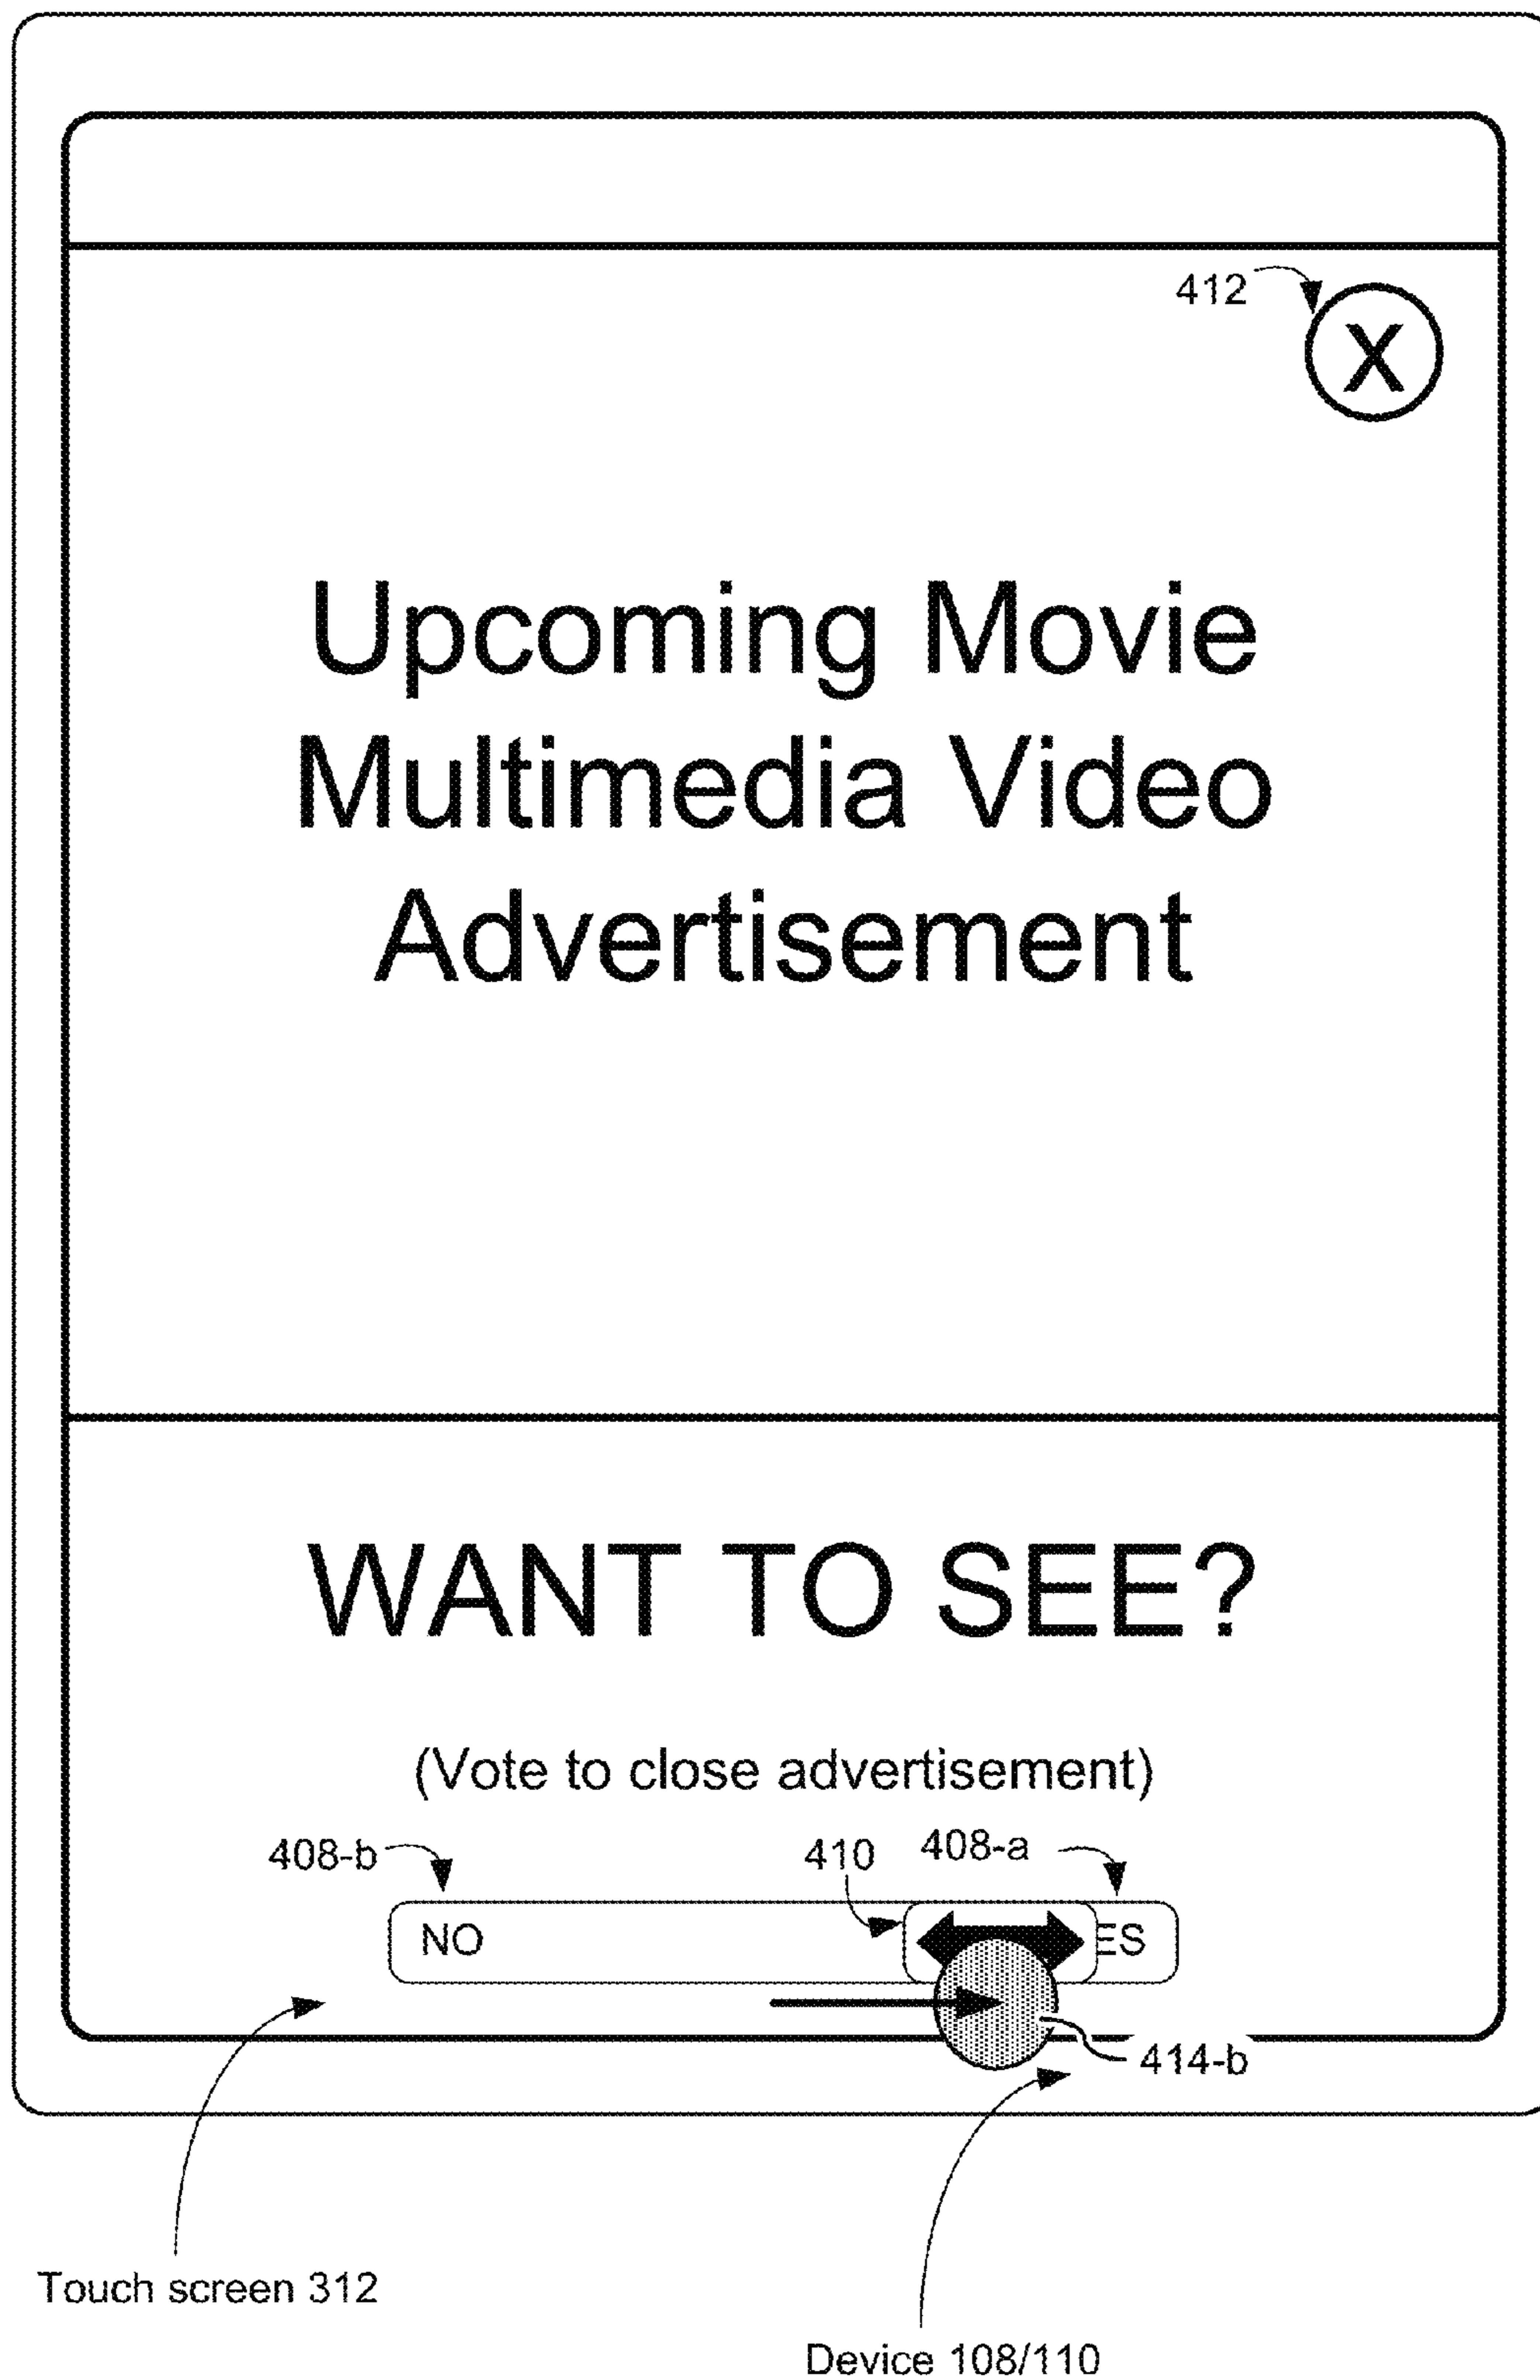 412
X
Upcoming Movie
Multimedia Video
Advertisement
WANT TO SEE?
(Vote to close advertisement)
408-b
410
408-a
NO
ES
414-b
Touch screen 312
Device 108/110